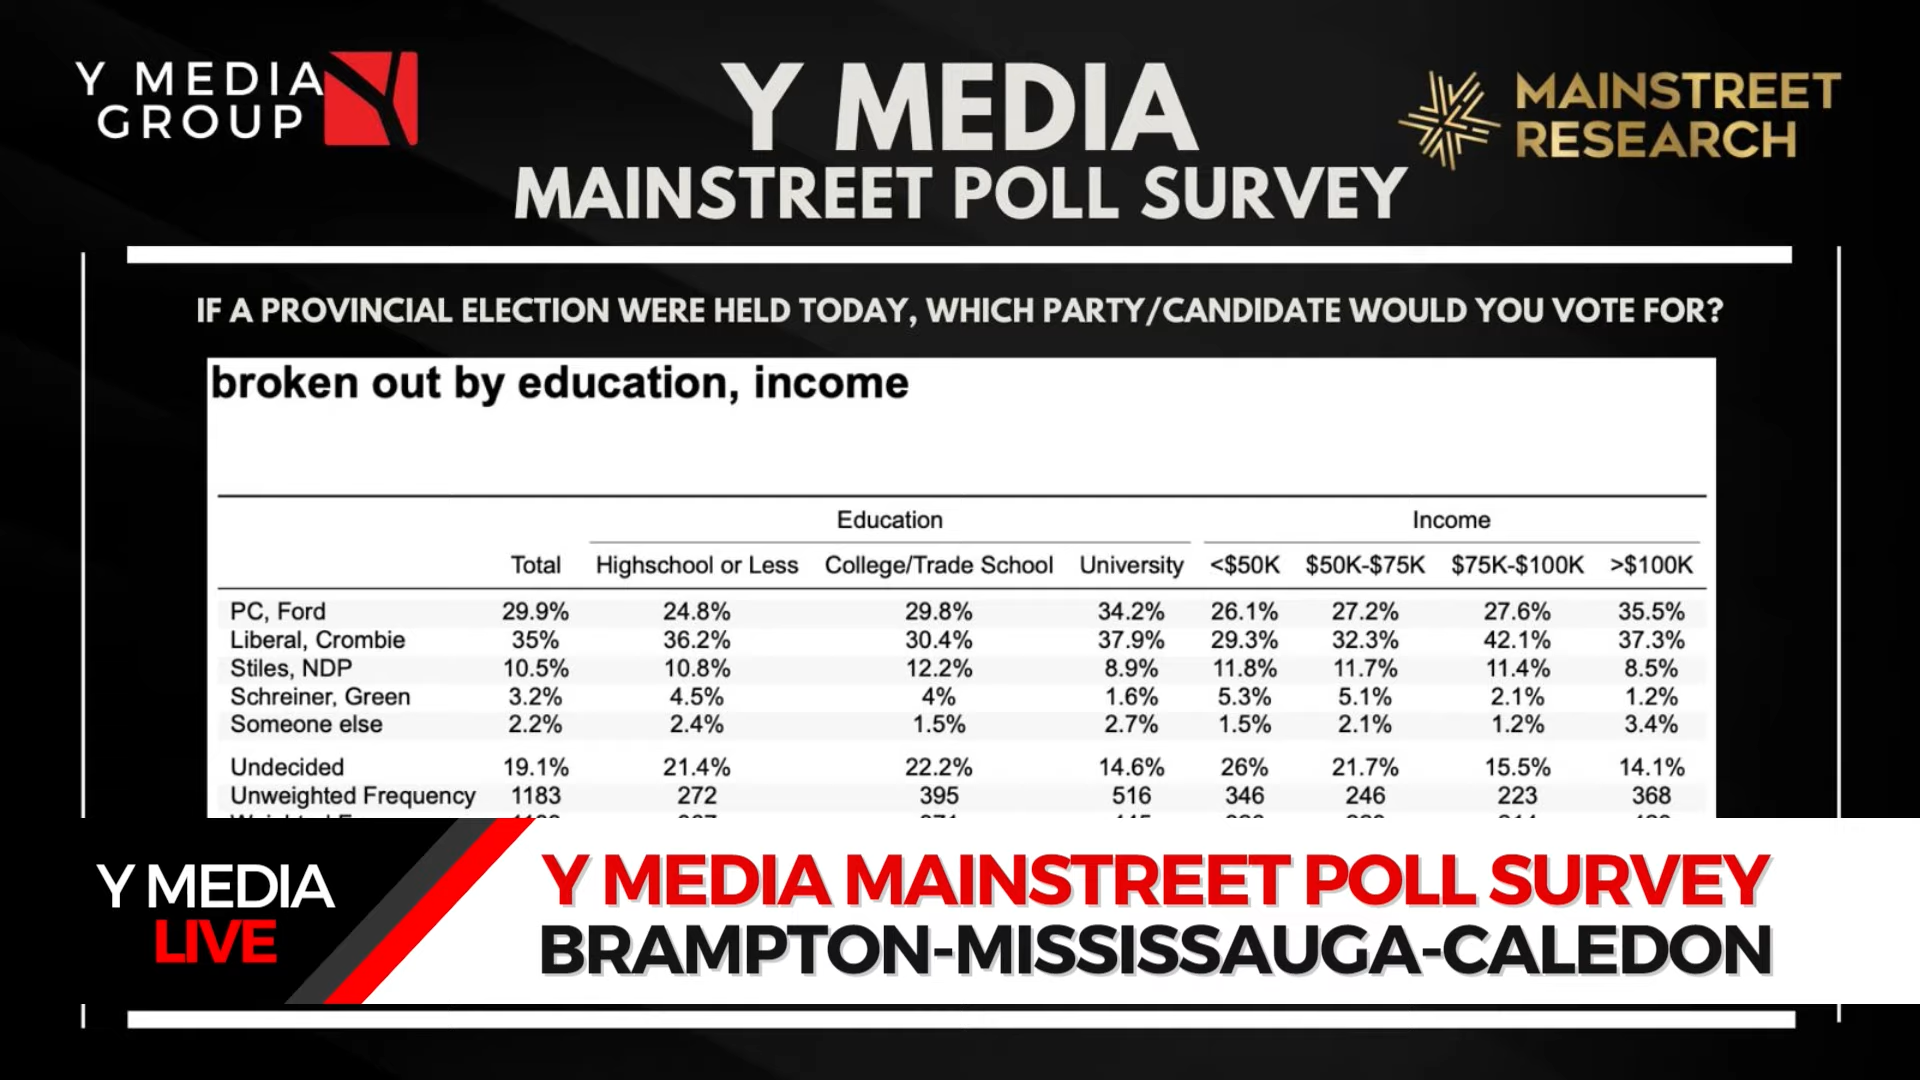 Y MEDIA
GROUP
Y MEDIA
MAINSTREET POLL SURVEY
MAINSTREET
RESEARCH
IF A PROVINCIAL ELECTION WERE HELD TODAY, WHICH PARTY/CANDIDATE WOULD YOU VOTE FOR?
broken out by education, income
Education Income
Total Highschool or Less College/Trade School University <$50K $50K-$75K $75K-$100K >$100K
PC, Ford 29.9% 24.8% 29.8% 34.2% 26.1% 27.2% 27.6% 35.5%
Liberal, Crombie 35% 36.2% 30.4% 37.9% 29.3% 32.3% 42.1% 37.3%
Stiles, NDP 10.5% 10.8% 12.2% 8.9% 11.8% 11.7% 11.4% 8.5%
Schreiner, Green 3.2% 4.5% 4% 1.6% 5.3% 5.1% 2.1% 1.2%
Someone else 2.2% 2.4% 1.5% 2.7% 1.5% 2.1% 1.2% 3.4%
Undecided 19.1% 21.4% 22.2% 14.6% 26% 21.7% 15.5% 14.1%
Unweighted Frequency 1183 272 395 516 346 246 223 368
Y MEDIA
LIVE
Y MEDIA MAINSTREET POLL SURVEY
BRAMPTON-MISSISSAUGA-CALEDON